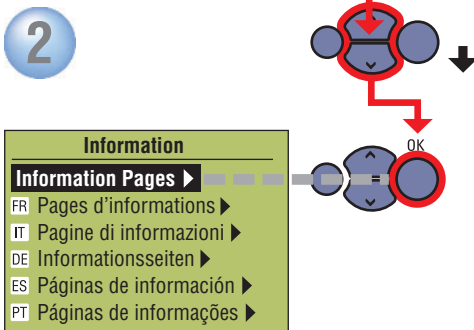 2
OK
Information
Information Pages
FR Pages d'informations
IT Pagine di informazioni
DE Informationsseiten
ES Páginas de información
PT Páginas de informações